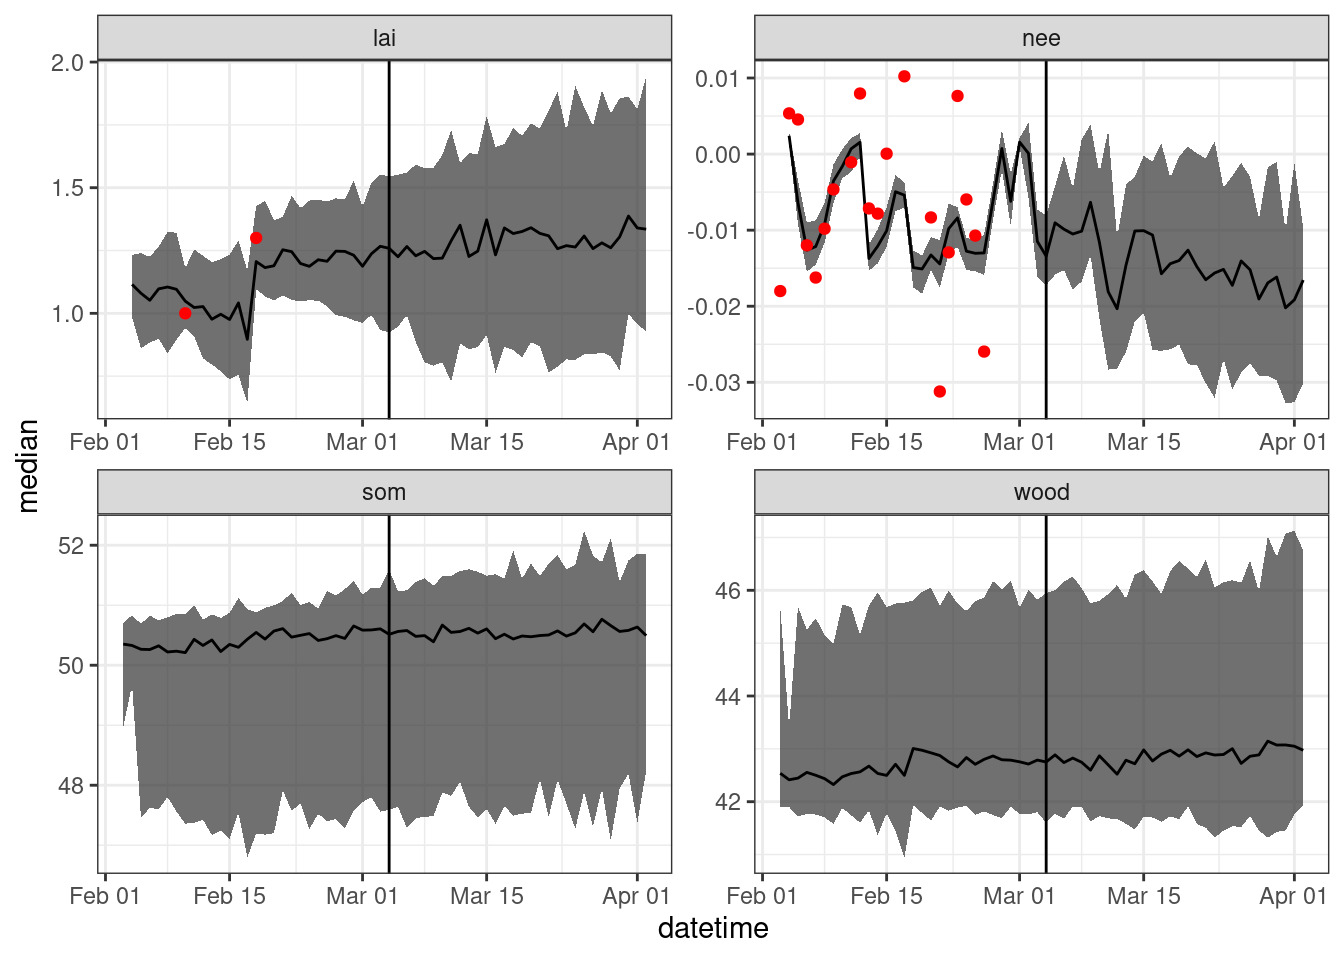 lai
nee
2.0
1.5
1.0
0.01
0.00
-0.01
-0.02
-0.03
Feb 01 Feb 15 Mar 01 Mar 15 Apr 01
Feb 01 Feb 15 Mar 01 Mar 15 Apr 01
median
som
wood
52
50
48
46
44
42
Feb 01 Feb 15 Mar 01 Mar 15 Apr 01
Feb 01 Feb 15 Mar 01 Mar 15 Apr 01
datetime